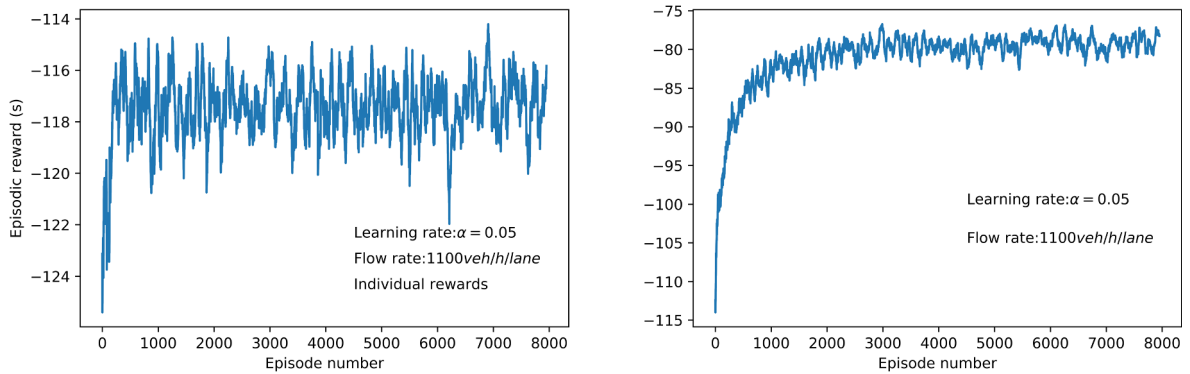 −114
−116
−118
−120
−122
−124
Episodic reward (s)
Learning rate:α = 0.05
Flow rate:1100veh/h/lane
Individual rewards
0 1000 2000 3000 4000 5000 6000 7000 8000
Episode number
−75
−80
−85
−90
−95
−100
−105
−110
−115
Learning rate:α = 0.05
Flow rate:1100veh/h/lane
0 1000 2000 3000 4000 5000 6000 7000 8000
Episode number